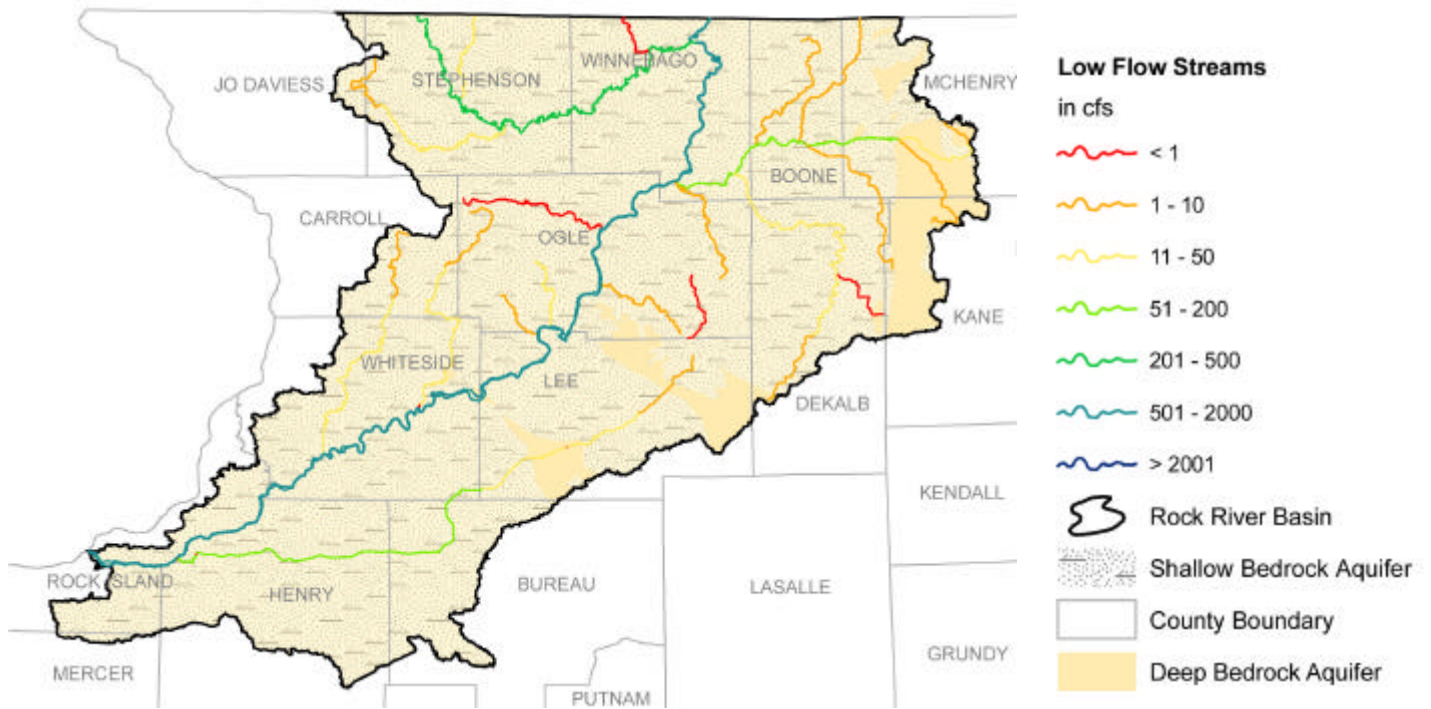 JO DAVIESS
STEPHENSON
WINNEBAGO
MCHENRY
BOONE
CARROLL
OGLE
KANE
WHITESIDE
LEE
DEKALB
KENDALL
ROCK ISLAND
HENRY
BUREAU
LASALLE
GRUNDY
MERCER
PUTNAM
Low Flow Streams
in cfs
< 1
1 - 10
11 - 50
51 - 200
201 - 500
501 - 2000
> 2001
Rock River Basin
Shallow Bedrock Aquifer
County Boundary
Deep Bedrock Aquifer